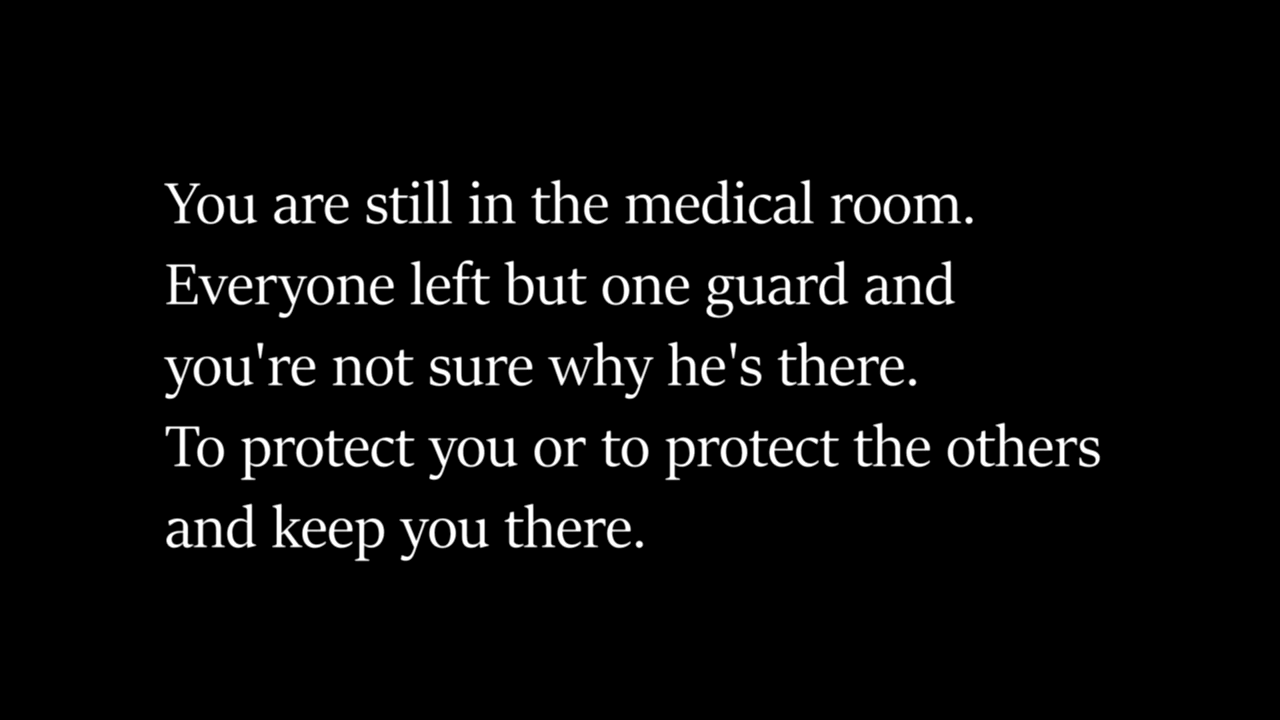 You are still in the medical room.
Everyone left but one guard and
you're not sure why he's there.
To protect you or to protect the others
and keep you there.